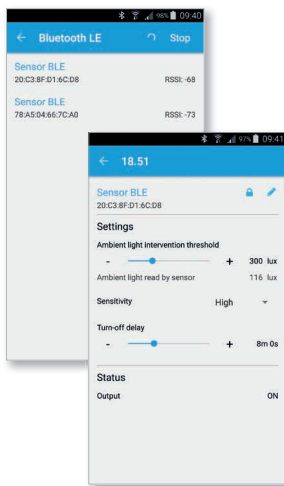 98% 09:40
Bluetooth LE Stop
Sensor BLE
20:C3:8F:D1:6C:D8 RSSI: -68
Sensor BLE
78:A5:04:66:7C:A0 RSSI: -73
97% 09:41
18.51
Sensor BLE
20:C3:8F:D1:6C:D8
Settings
Ambient light intervention threshold
- + 300 lux
Ambient light read by sensor 116 lux
Sensitivity High
Turn-off delay
- + 8m 0s
Status
Output ON